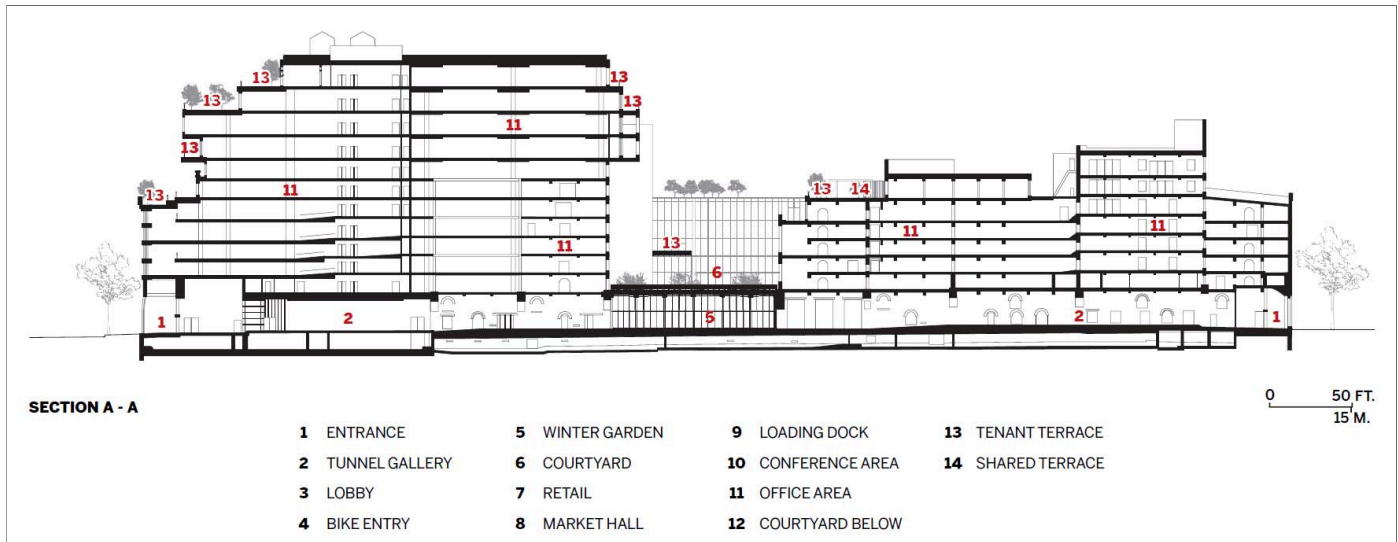 13
13
13
13
11
13
13
11
13
14
13
11
11
11
13
6
1
2
5
2
1
SECTION A - A
0 50 FT.
15 M.
1 ENTRANCE
2 TUNNEL GALLERY
3 LOBBY
4 BIKE ENTRY
5 WINTER GARDEN
6 COURTYARD
7 RETAIL
8 MARKET HALL
9 LOADING DOCK
10 CONFERENCE AREA
11 OFFICE AREA
12 COURTYARD BELOW
13 TENANT TERRACE
14 SHARED TERRACE